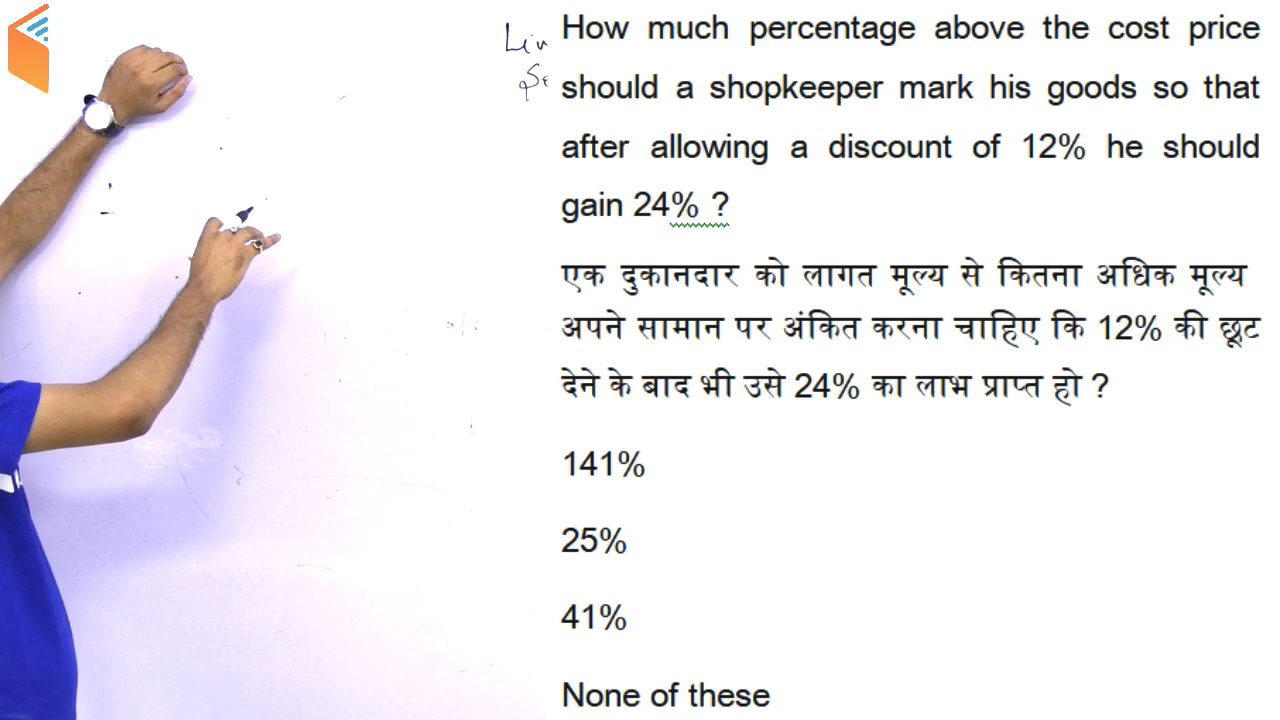 How much percentage above the cost price
should a shopkeeper mark his goods so that
after allowing a discount of 12% he should
gain 24% ?
एक दुकानदार को लागत मूल्य से कितना अधिक मूल्य
अपने सामान पर अंकित करना चाहिए कि 12% की छूट
देने के बाद भी उसे 24% का लाभ प्राप्त हो ?
141%
25%
41%
None of these